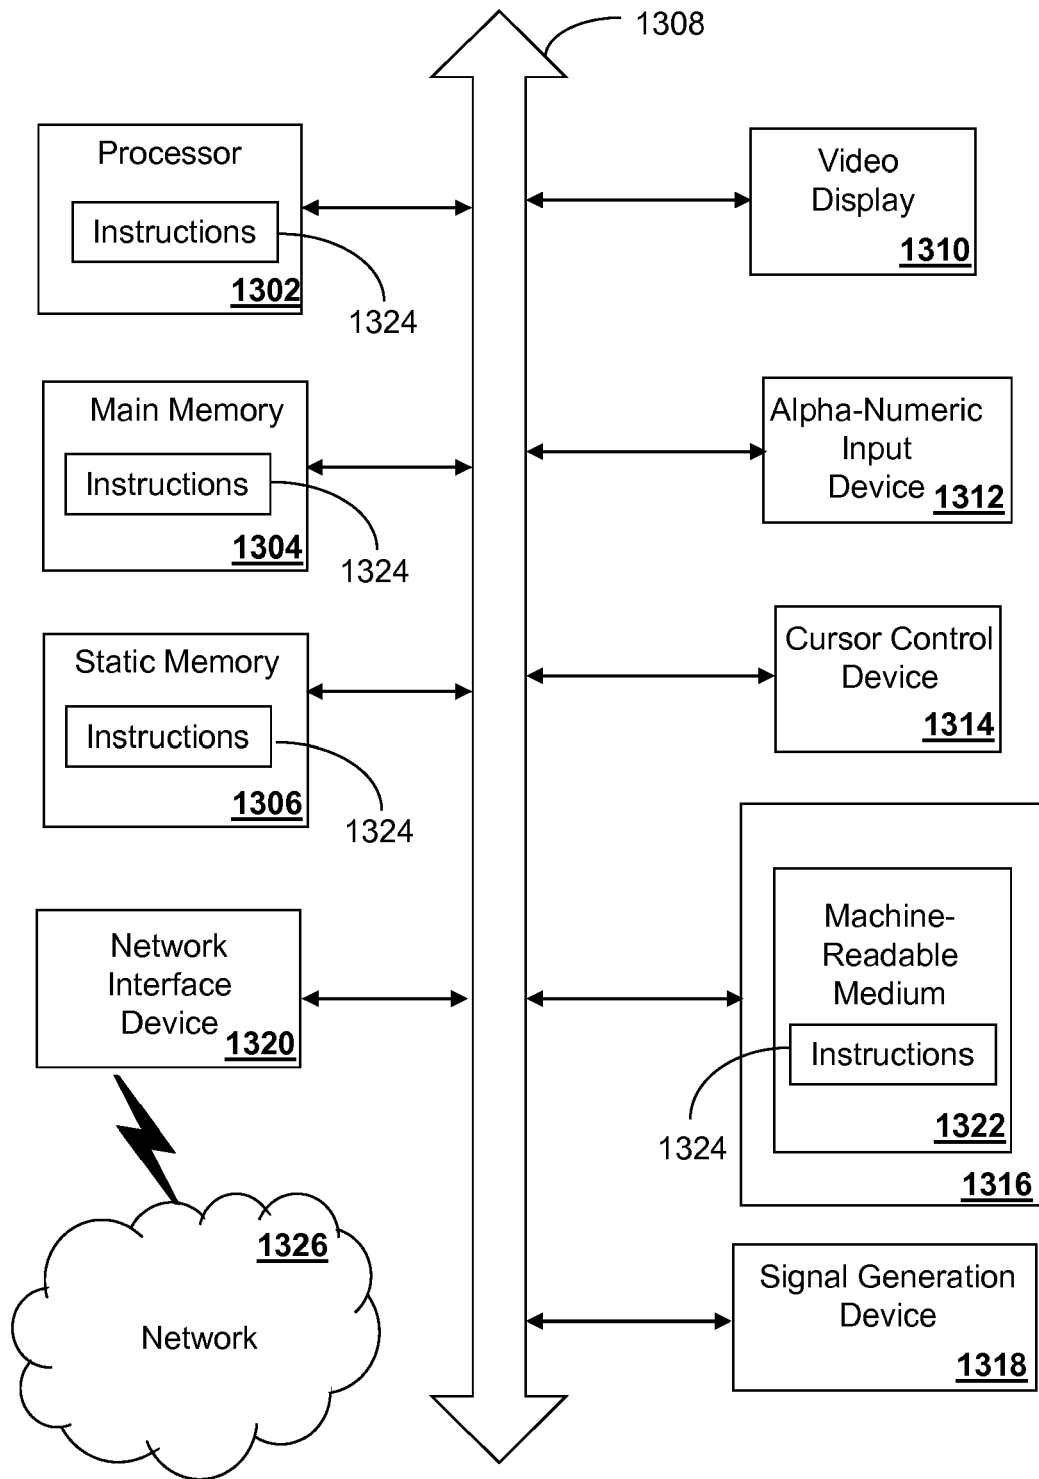 1308
Processor
Instructions
1302
1324
Main Memory
Instructions
1304
1324
Static Memory
Instructions
1306
1324
Network
Interface
Device
1320
1326
Network
Video
Display
1310
Alpha-Numeric
Input
Device
1312
Cursor Control
Device
1314
Machine-
Readable
Medium
Instructions
1324
1322
1316
Signal Generation
Device
1318